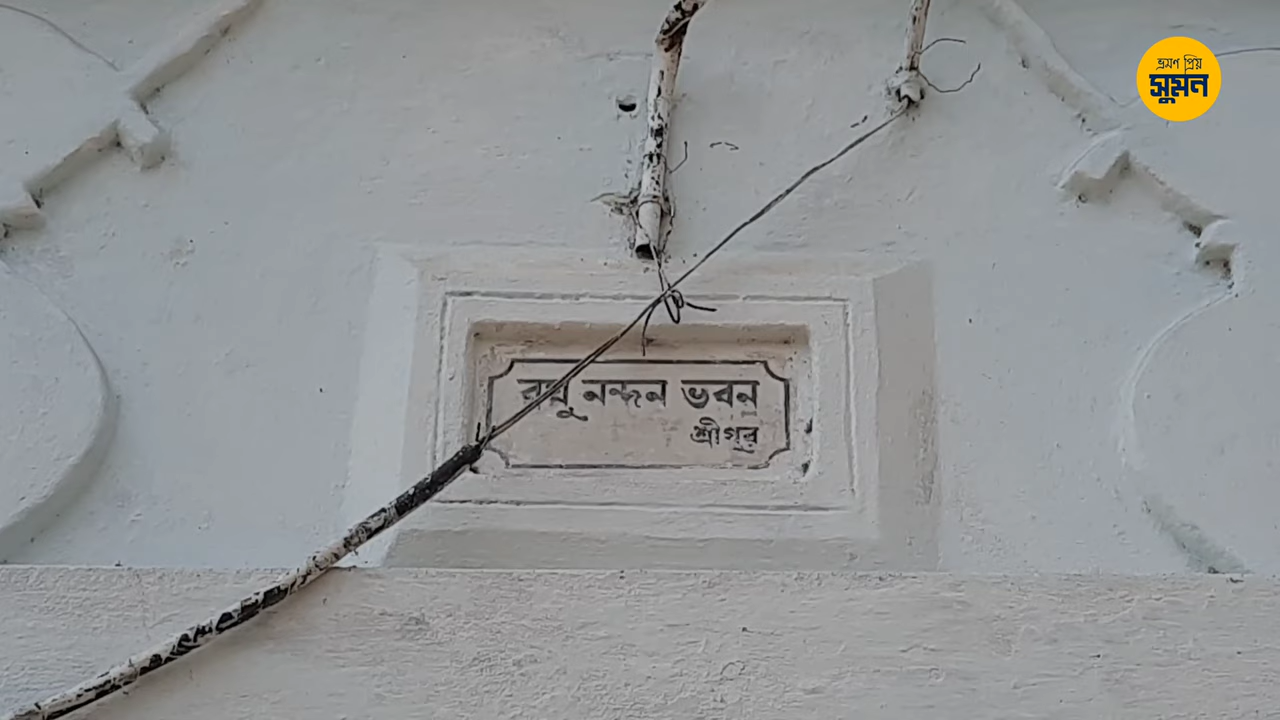 ভ্রমণ প্রিয়
সুমন
রঘু নন্দন ভবন
শ্রীগুর